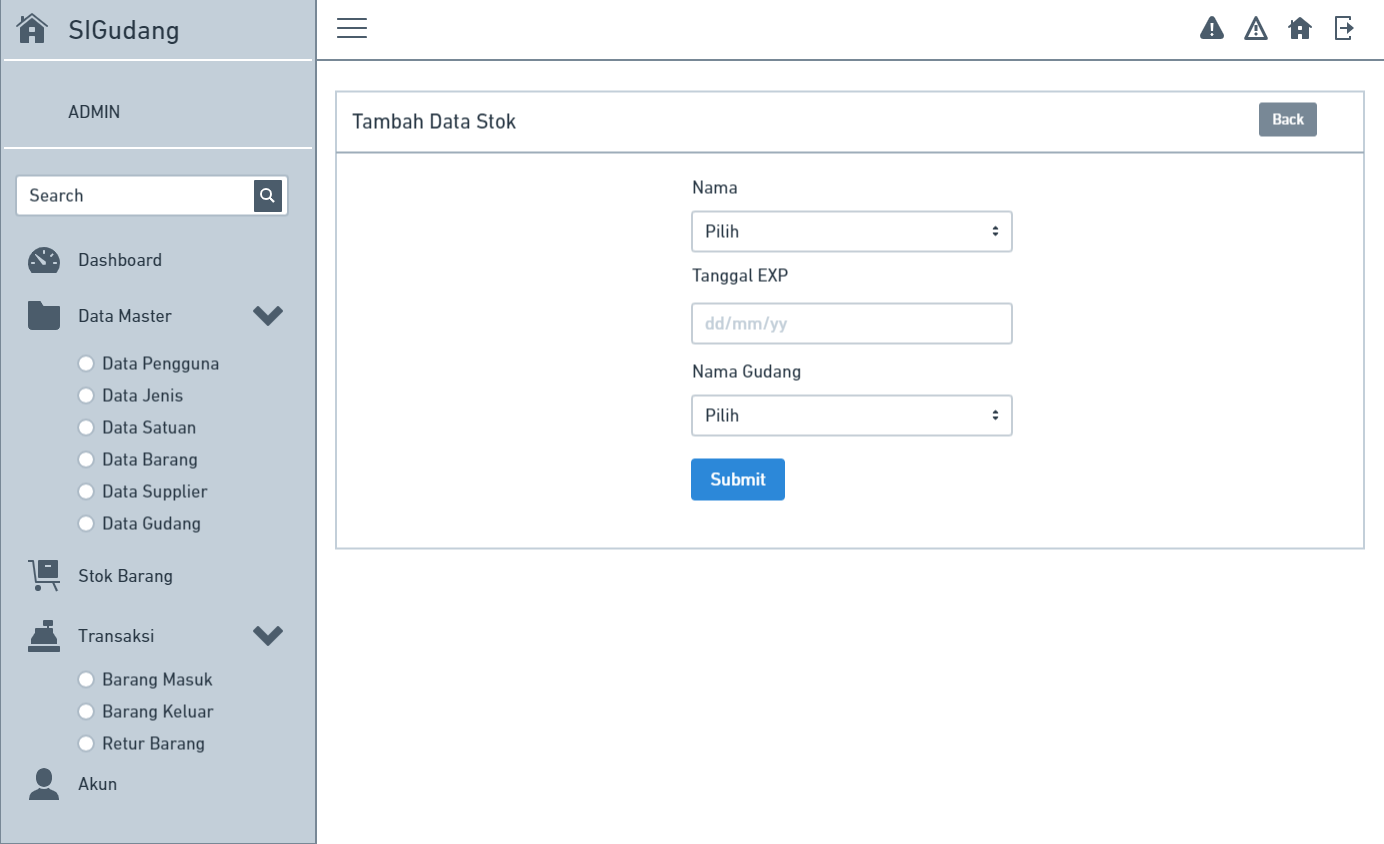 SIGudang
ADMIN
Search
Dashboard
Data Master
Data Pengguna
Data Jenis
Data Satuan
Data Barang
Data Supplier
Data Gudang
Stok Barang
Transaksi
Barang Masuk
Barang Keluar
Retur Barang
Akun
Tambah Data Stok
Back
Nama
Pilih
Tanggal EXP
dd/mm/yy
Nama Gudang
Pilih
Submit